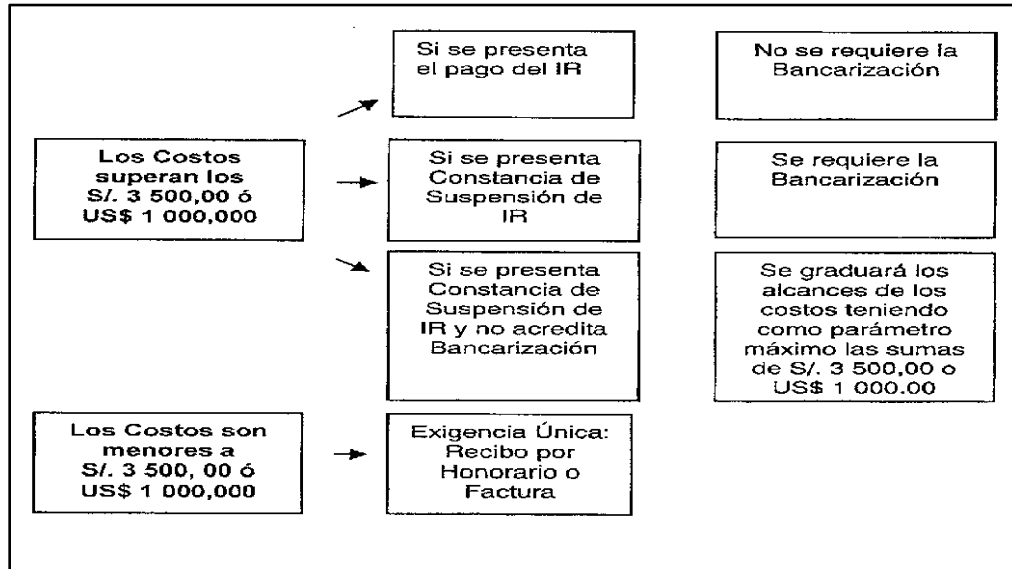 Si se presenta
el pago del IR
No se requiere la
Bancarización
Los Costos
superan los
S/. 3 500,00 ó
US$ 1 000,000
Si se presenta
Constancia de
Suspensión de
IR
Se requiere la
Bancarización
Si se presenta
Constancia de
Suspensión de
IR y no acredita
Bancarización
Se graduará los
alcances de los
costos teniendo
como parámetro
máximo las sumas
de S/. 3 500,00 o
US$ 1 000.00
Los Costos son
menores a
S/. 3 500, 00 ó
US$ 1 000,000
Exigencia Única:
Recibo por
Honorario o
Factura